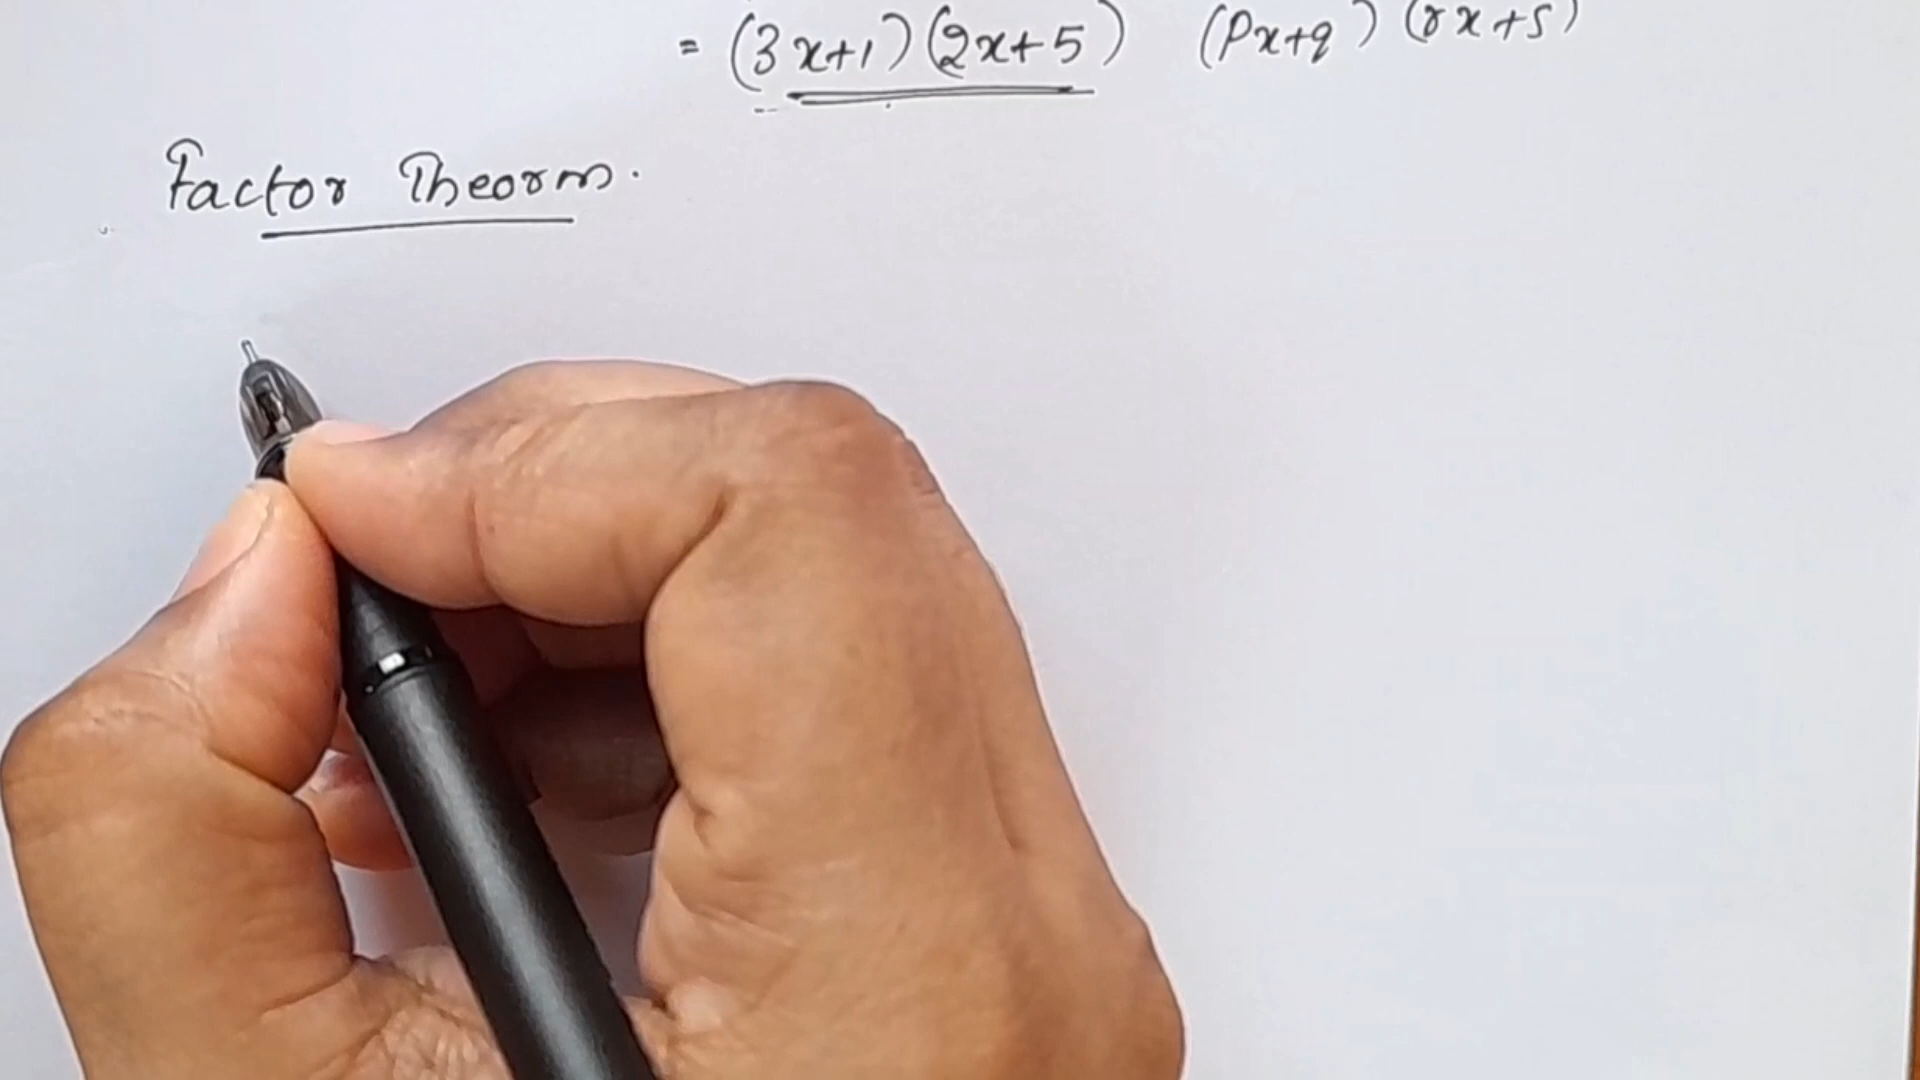 = (3x+1)(2x+5) (Px+q) (rx+s)
Factor Theorm.